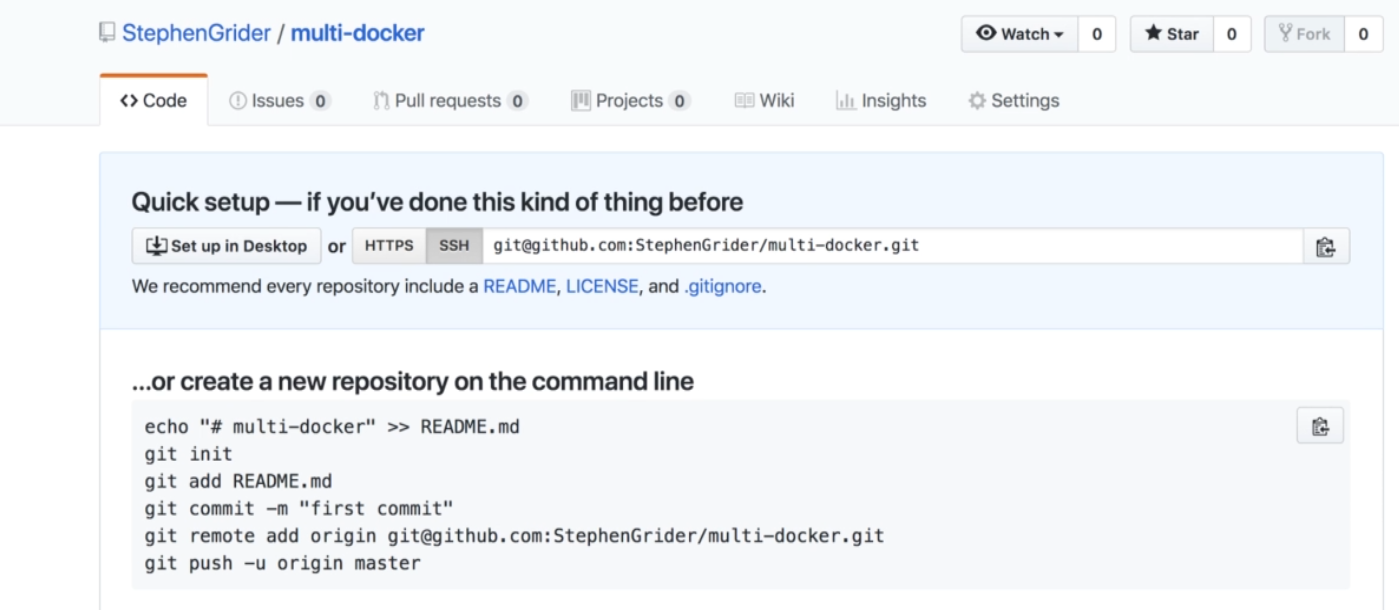 StephenGrider / multi-docker
Watch 0 Star 0 Fork 0
Code Issues 0 Pull requests 0 Projects 0 Wiki Insights Settings
Quick setup — if you've done this kind of thing before
Set up in Desktop or HTTPS SSH git@github.com:StephenGrider/multi-docker.git
We recommend every repository include a README, LICENSE, and .gitignore.
...or create a new repository on the command line
echo "# multi-docker" >> README.md
git init
git add README.md
git commit -m "first commit"
git remote add origin git@github.com:StephenGrider/multi-docker.git
git push -u origin master